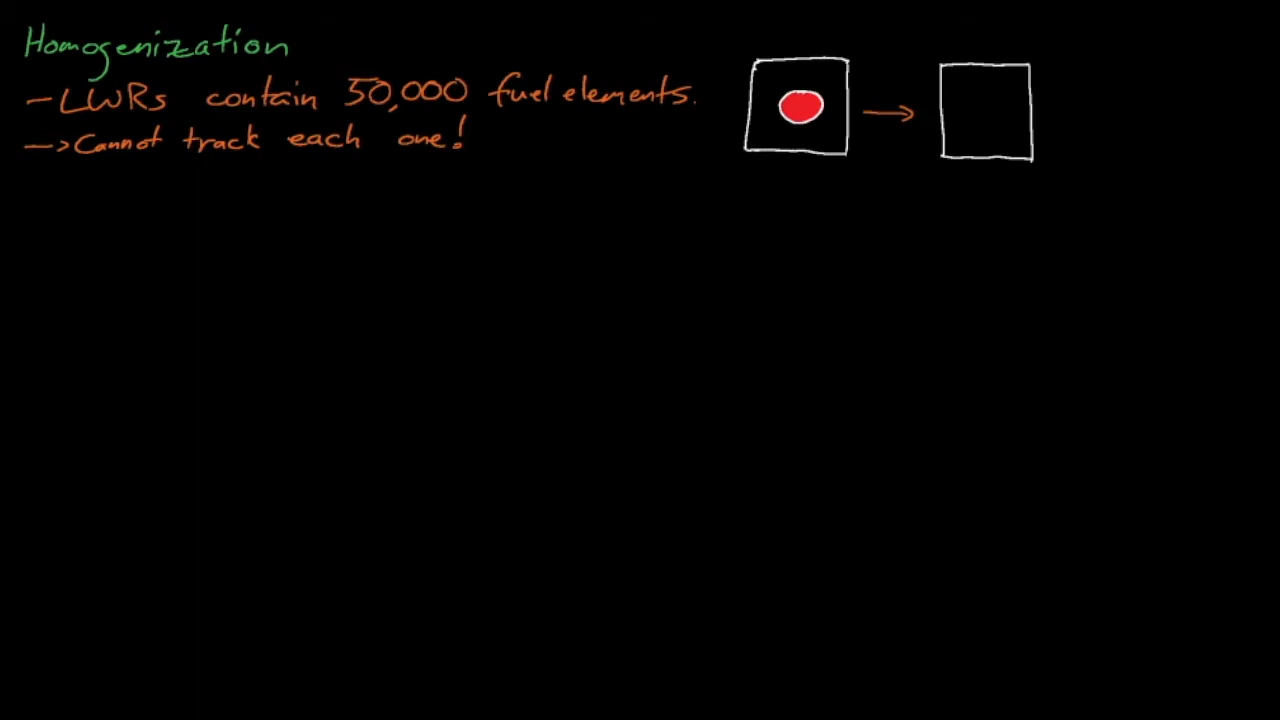 Homogenization
- LWRs contain 50,000 fuel elements.
-> Cannot track each one!